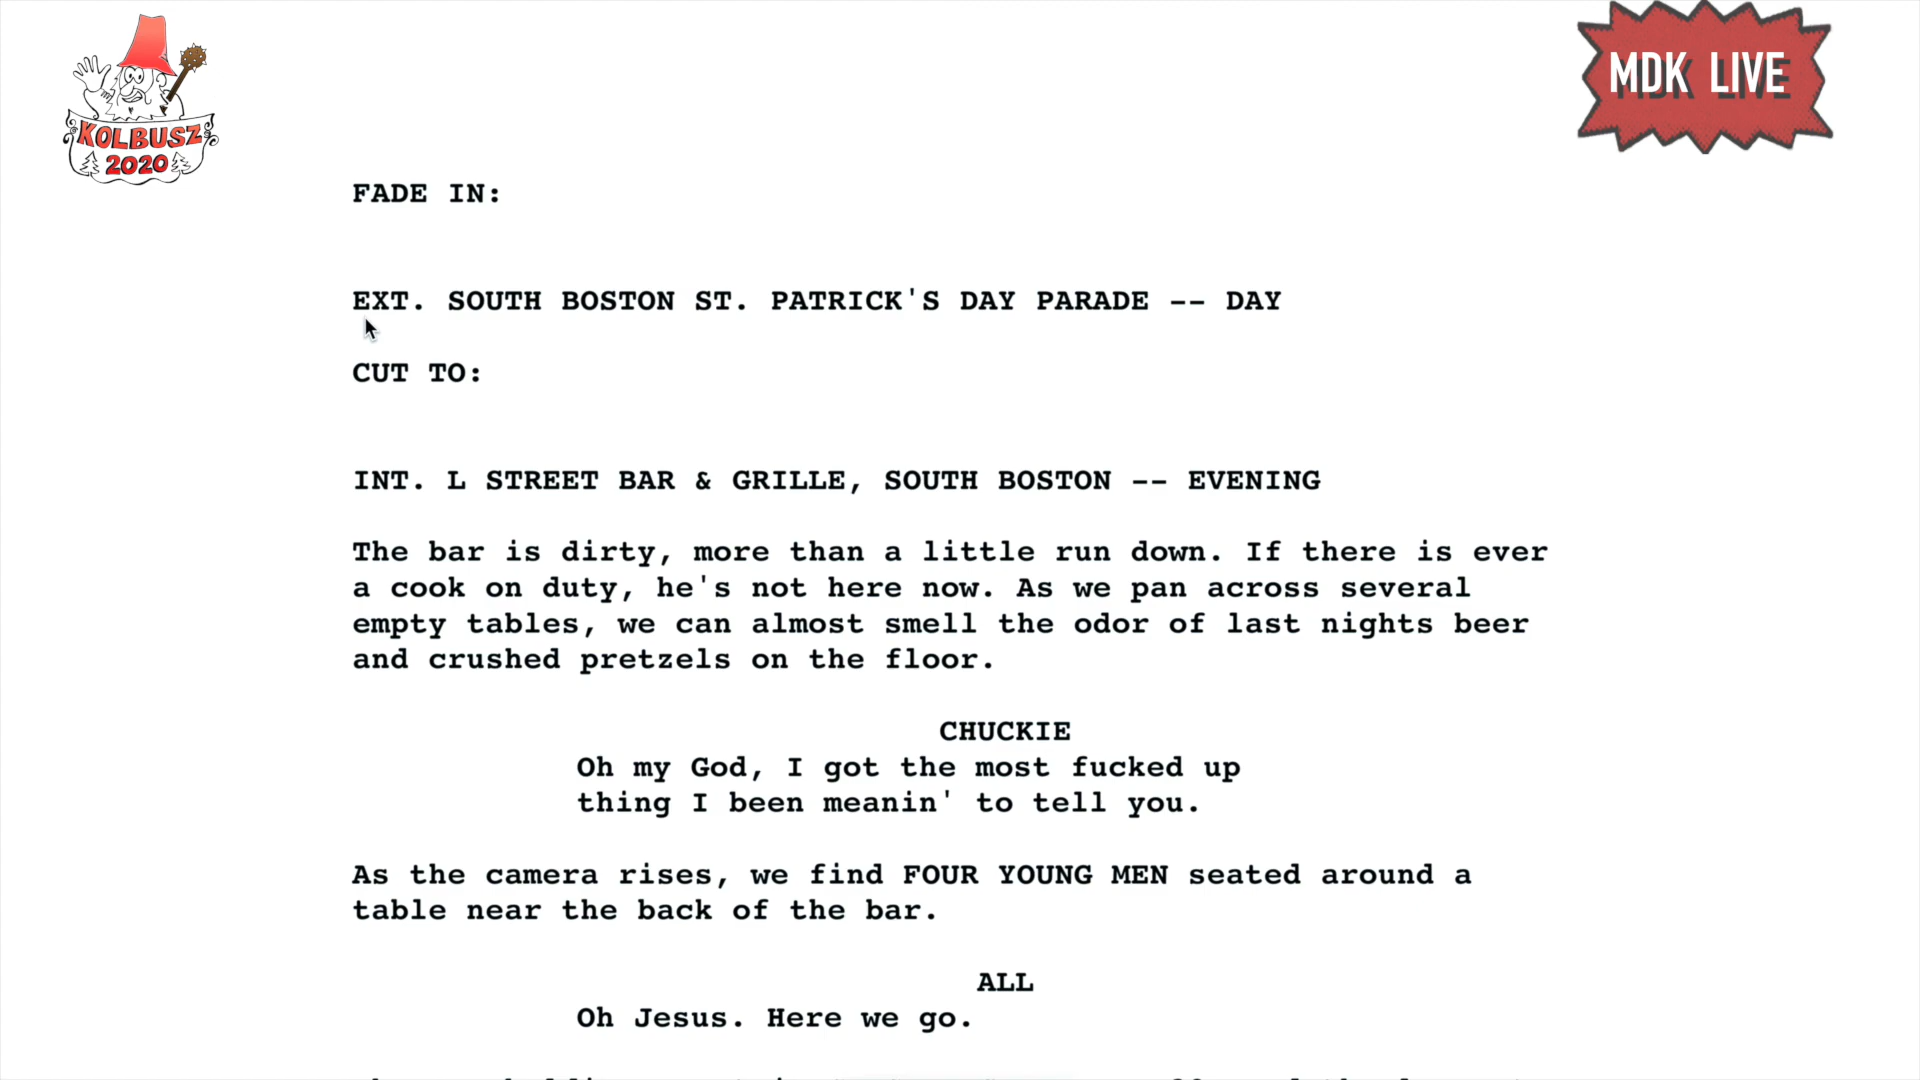 KOLBUSZ
2020
MDK LIVE
FADE IN:
EXT. SOUTH BOSTON ST. PATRICK'S DAY PARADE -- DAY
CUT TO:
INT. L STREET BAR & GRILLE, SOUTH BOSTON -- EVENING
The bar is dirty, more than a little run down. If there is ever
a cook on duty, he's not here now. As we pan across several
empty tables, we can almost smell the odor of last nights beer
and crushed pretzels on the floor.
CHUCKIE
Oh my God, I got the most fucked up
thing I been meanin' to tell you.
As the camera rises, we find FOUR YOUNG MEN seated around a
table near the back of the bar.
ALL
Oh Jesus. Here we go.